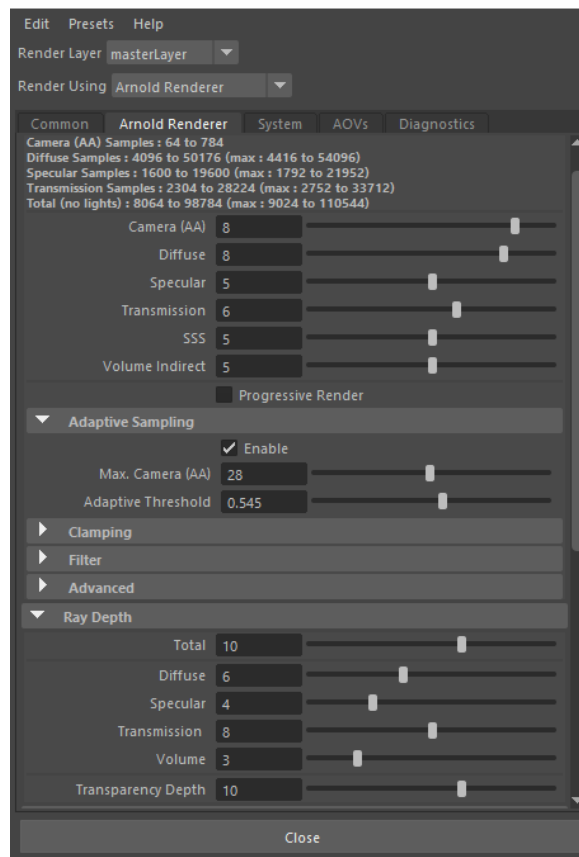 Edit Presets Help
Render Layer masterLayer
Render Using Arnold Renderer
Common Arnold Renderer System AOVs Diagnostics
Camera (AA) Samples : 64 to 784
Diffuse Samples : 4096 to 50176 (max : 4416 to 54096)
Specular Samples : 1600 to 19600 (max : 1792 to 21952)
Transmission Samples : 2304 to 28224 (max : 2752 to 33712)
Total (no lights) : 8064 to 98784 (max : 9024 to 110544)
Camera (AA) 8
Diffuse 8
Specular 5
Transmission 6
SSS 5
Volume Indirect 5
Progressive Render
Adaptive Sampling
Enable
Max. Camera (AA) 28
Adaptive Threshold 0.545
Clamping
Filter
Advanced
Ray Depth
Total 10
Diffuse 6
Specular 4
Transmission 8
Volume 3
Transparency Depth 10
Close